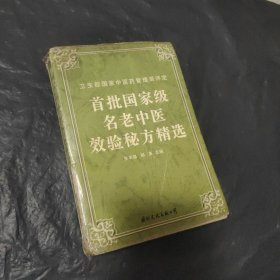 卫生部国家中医药管理局评定
首批国家级
名老中医
效验秘方精选